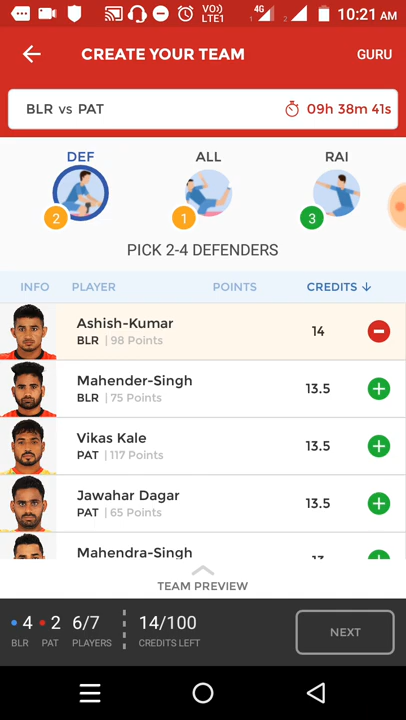 VO)) LTE1 4G 1 2 10:21 AM
CREATE YOUR TEAM GURU
BLR vs PAT 09h 38m 41s
DEF ALL RAI
2 1 3
PICK 2-4 DEFENDERS
INFO PLAYER POINTS CREDITS ↓
Ashish-Kumar
BLR | 98 Points 14
Mahender-Singh
BLR | 75 Points 13.5
Vikas Kale
PAT | 117 Points 13.5
Jawahar Dagar
PAT | 65 Points 13.5
Mahendra-Singh 13
TEAM PREVIEW
4 2 6/7 14/100
BLR PAT PLAYERS CREDITS LEFT
NEXT